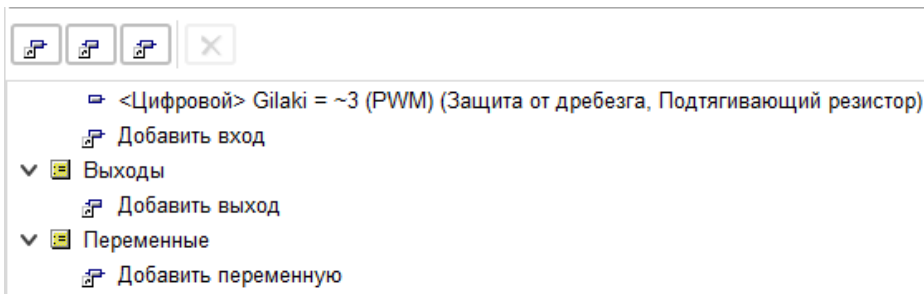 <Цифровой> Gilaki = ~3 (PWM) (Защита от дребезга, Подтягивающий резистор)
Добавить вход
Выходы
Добавить выход
Переменные
Добавить переменную